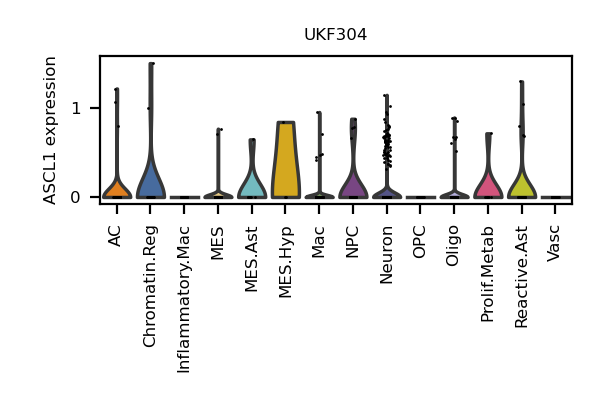 UKF304
ASCL1 expression
1
0
AC
Chromatin.Reg
Inflammatory.Mac
MES
MES.Ast
MES.Hyp
Mac
NPC
Neuron
OPC
Oligo
Prolif.Metab
Reactive.Ast
Vasc